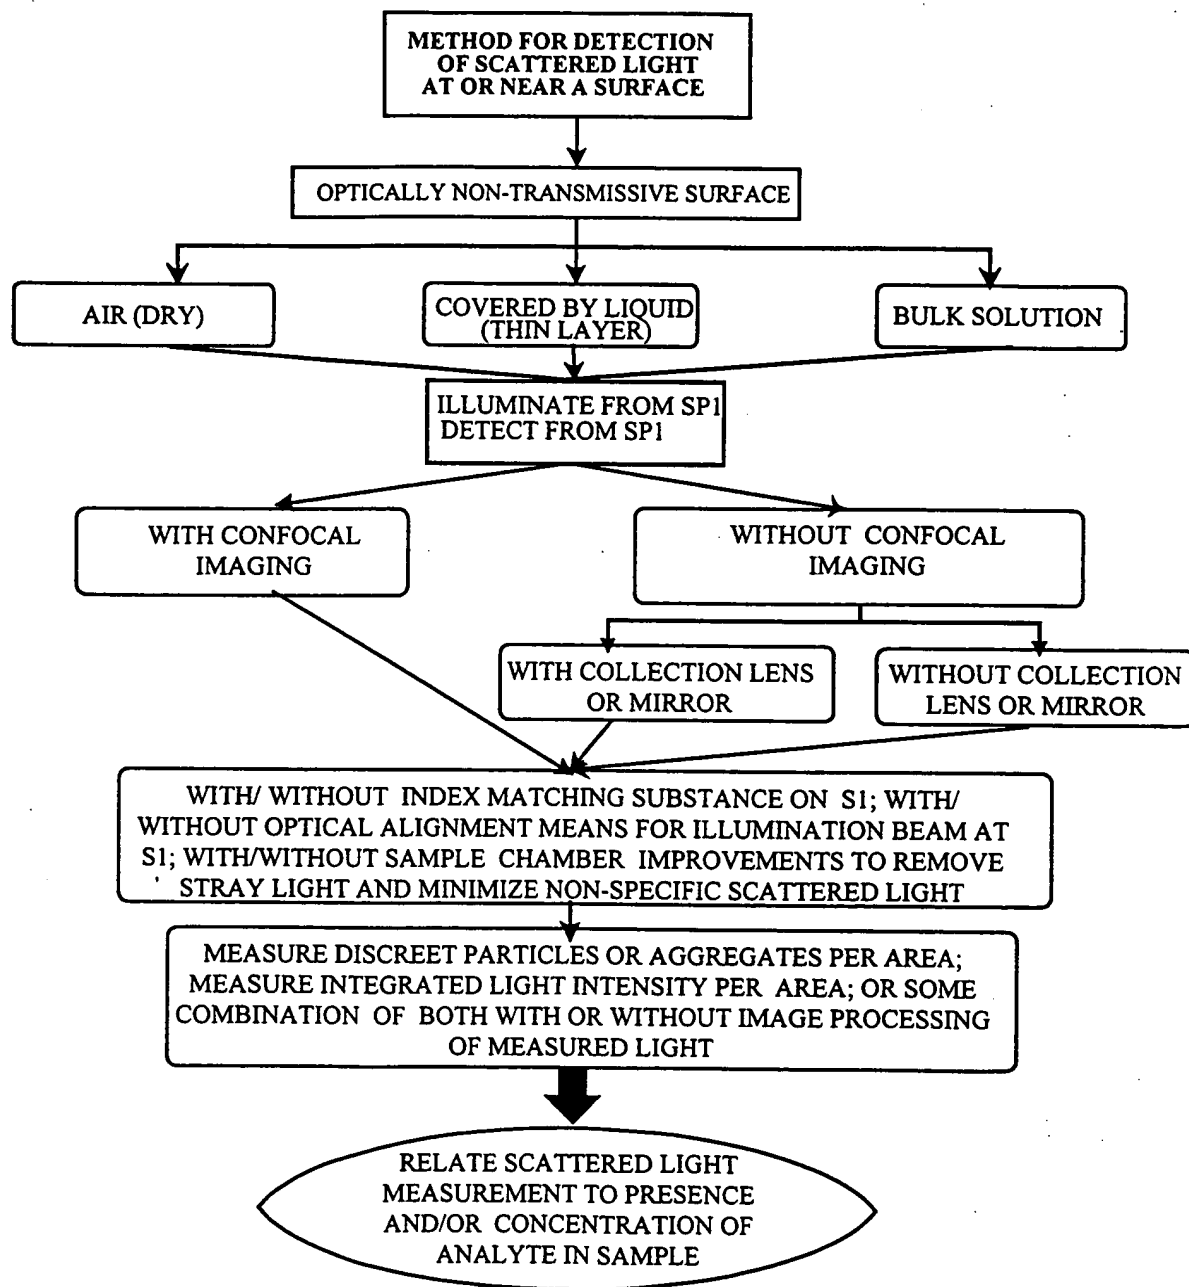 METHOD FOR DETECTION
OF SCATTERED LIGHT
AT OR NEAR A SURFACE
OPTICALLY NON-TRANSMISSIVE SURFACE
AIR (DRY)
COVERED BY LIQUID
(THIN LAYER)
BULK SOLUTION
ILLUMINATE FROM SP1
DETECT FROM SP1
WITH CONFOCAL
IMAGING
WITHOUT CONFOCAL
IMAGING
WITH COLLECTION LENS
OR MIRROR
WITHOUT COLLECTION
LENS OR MIRROR
WITH/ WITHOUT INDEX MATCHING SUBSTANCE ON S1; WITH/
WITHOUT OPTICAL ALIGNMENT MEANS FOR ILLUMINATION BEAM AT
S1; WITH/WITHOUT SAMPLE CHAMBER IMPROVEMENTS TO REMOVE
STRAY LIGHT AND MINIMIZE NON-SPECIFIC SCATTERED LIGHT
MEASURE DISCREET PARTICLES OR AGGREGATES PER AREA;
MEASURE INTEGRATED LIGHT INTENSITY PER AREA; OR SOME
COMBINATION OF BOTH WITH OR WITHOUT IMAGE PROCESSING
OF MEASURED LIGHT
RELATE SCATTERED LIGHT
MEASUREMENT TO PRESENCE
AND/OR CONCENTRATION OF
ANALYTE IN SAMPLE